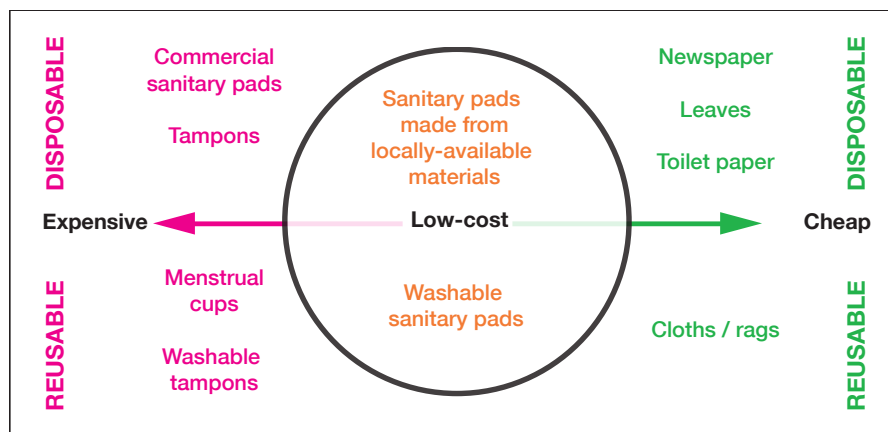 DISPOSABLE
Commercial
sanitary pads
Tampons
Sanitary pads
made from
locally-available
materials
Newspaper
Leaves
Toilet paper
DISPOSABLE
Expensive
Low-cost
Cheap
REUSABLE
Menstrual
cups
Washable
tampons
Washable
sanitary pads
Cloths / rags
REUSABLE